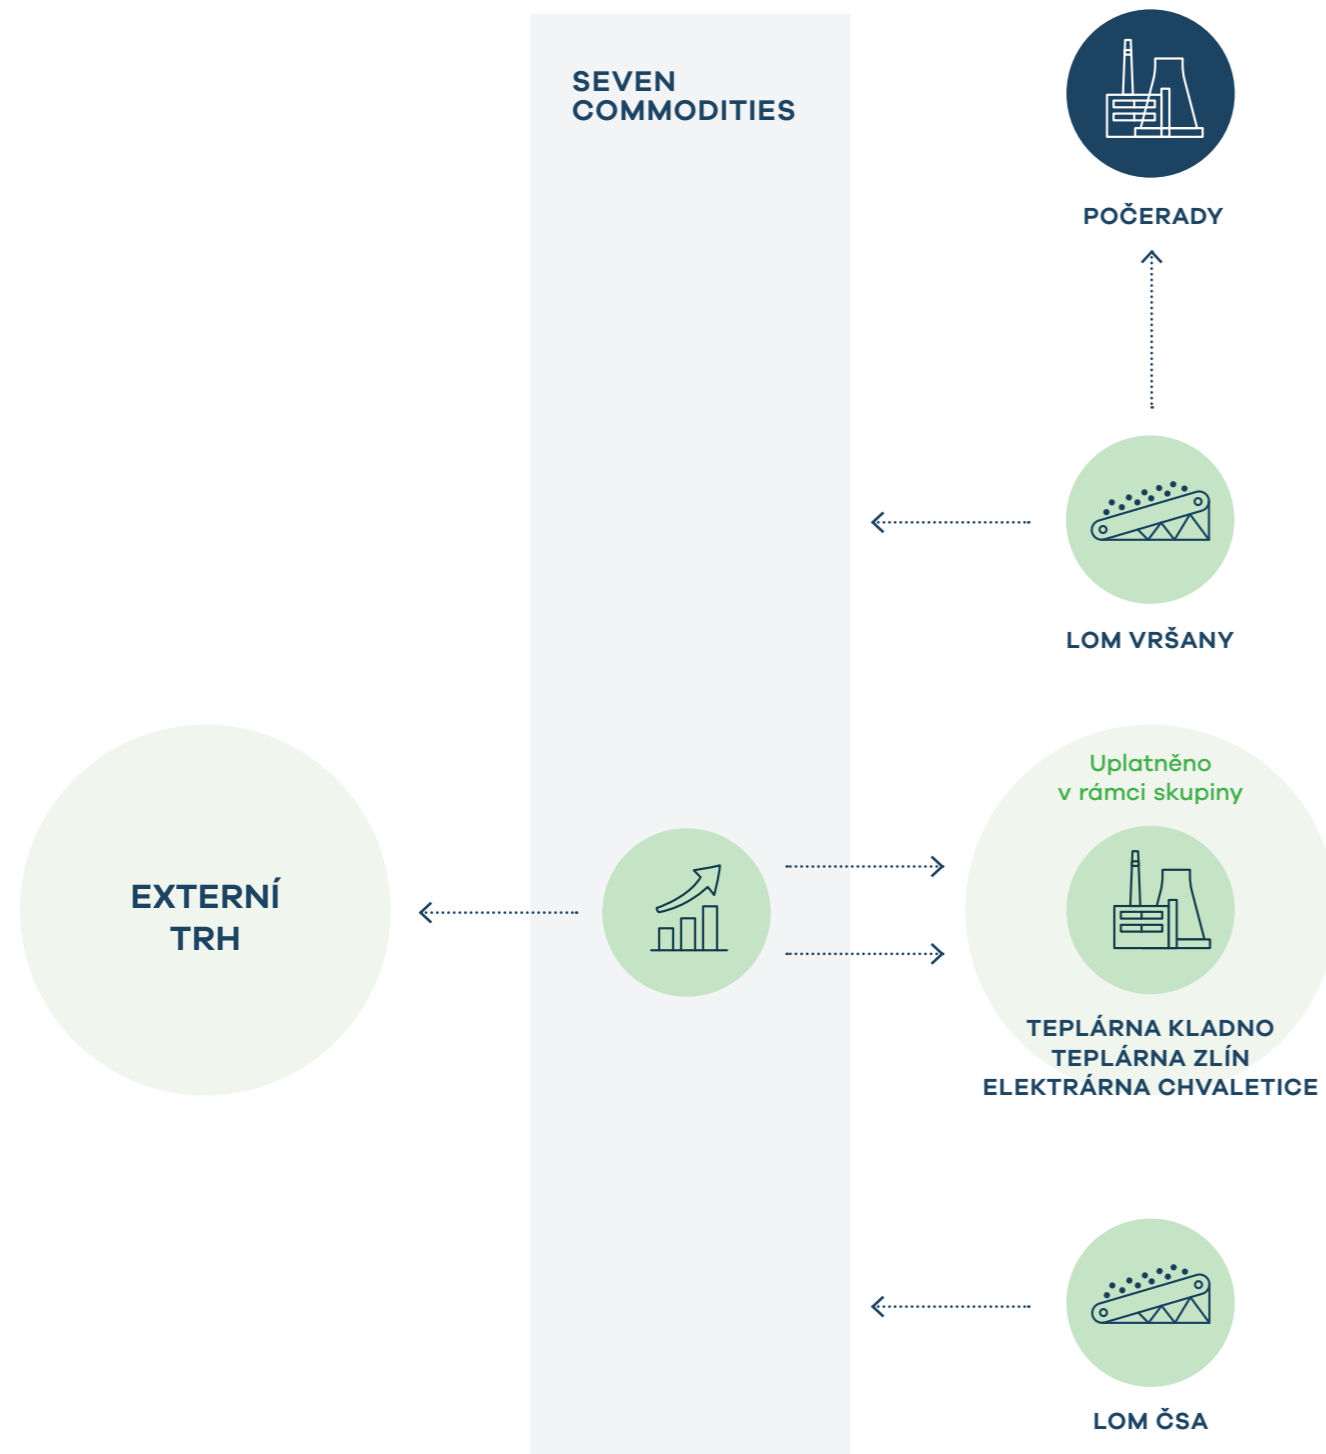 SEVEN
COMMODITIES
POČERADY
LOM VRŠANY
EXTERNÍ
TRH
Uplatněno
v rámci skupiny
TEPLÁRNA KLADNO
TEPLÁRNA ZLÍN
ELEKTRÁRNA CHVALETICE
LOM ČSA